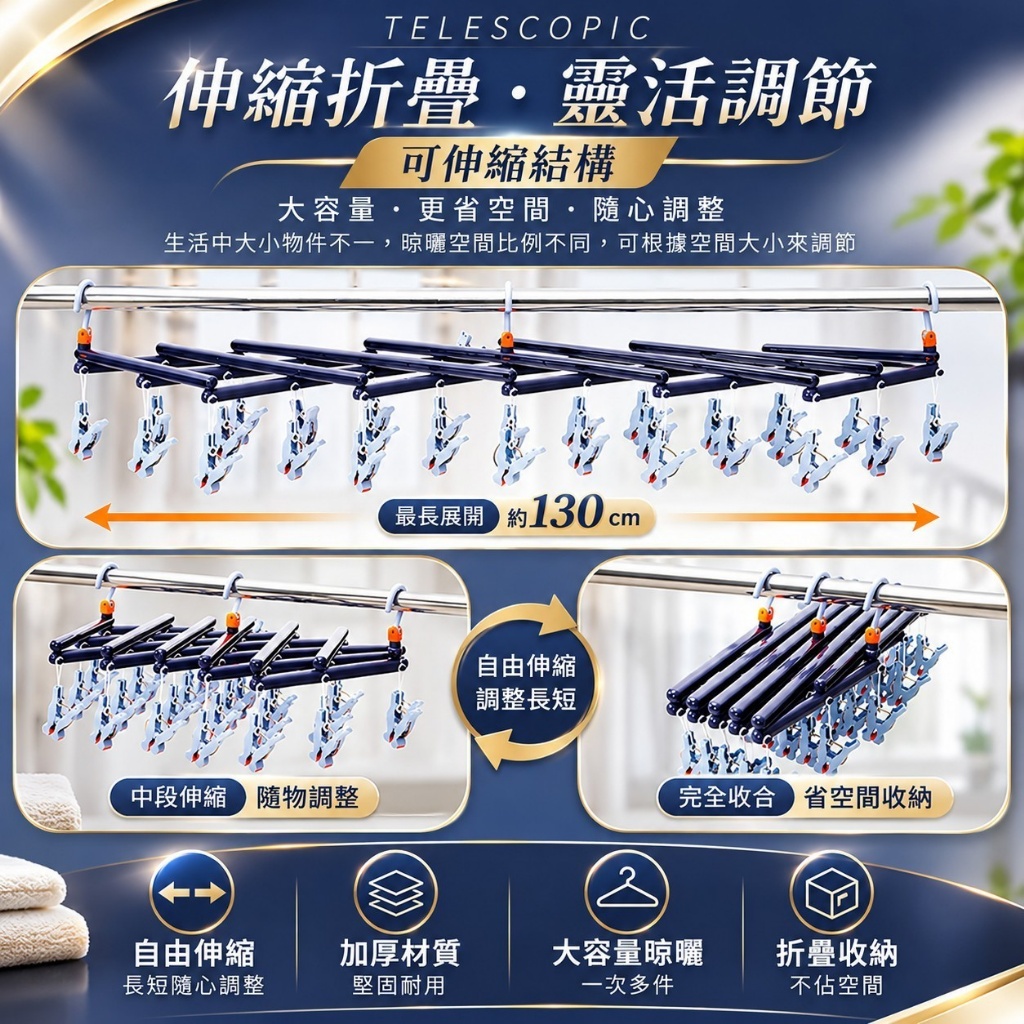 TELESCOPIC
伸縮折疊·靈活調節
可伸縮結構
大容量·更省空間·隨心調整
生活中大小物件不一，晾曬空間比例不同，可根據空間大小來調節
最長展開 約130cm
自由伸縮
調整長短
中段伸縮 隨物調整
完全收合 省空間收納
自由伸縮
長短隨心調整
加厚材質
堅固耐用
大容量晾曬
一次多件
折疊收納
不佔空間